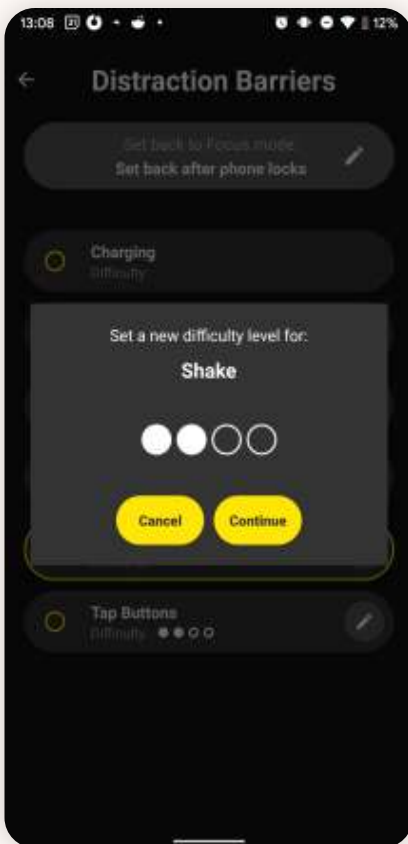 13:08 31 12%
Distraction Barriers
Set back to Focus mode:
Set back after phone locks
Charging
Difficulty
Set a new difficulty level for:
Shake
Cancel Continue
Tap Buttons
Difficulty